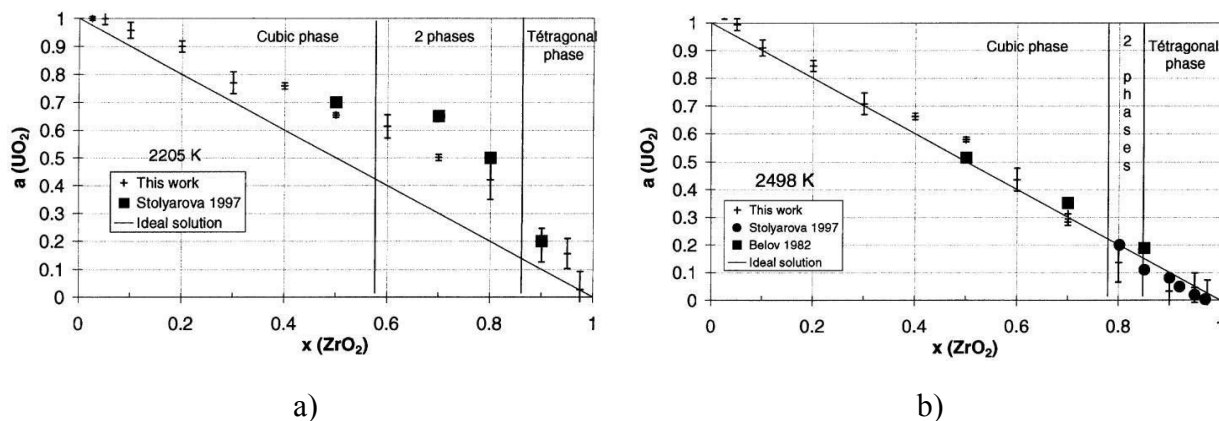 1
0.9
0.8
0.7
0.6
0.5
0.4
0.3
0.2
0.1
0
a (UO2)
0 0.2 0.4 0.6 0.8 1
x (ZrO2)
Cubic phase
2 phases
Tétragonal
phase
2205 K
This work
Stolyarova 1997
Ideal solution
a)
1
0.9
0.8
0.7
0.6
0.5
0.4
0.3
0.2
0.1
0
a (UO2)
0 0.2 0.4 0.6 0.8 1
x (ZrO2)
Cubic phase
2
phases
Tétragonal
phase
2498 K
This work
Stolyarova 1997
Belov 1982
Ideal solution
b)